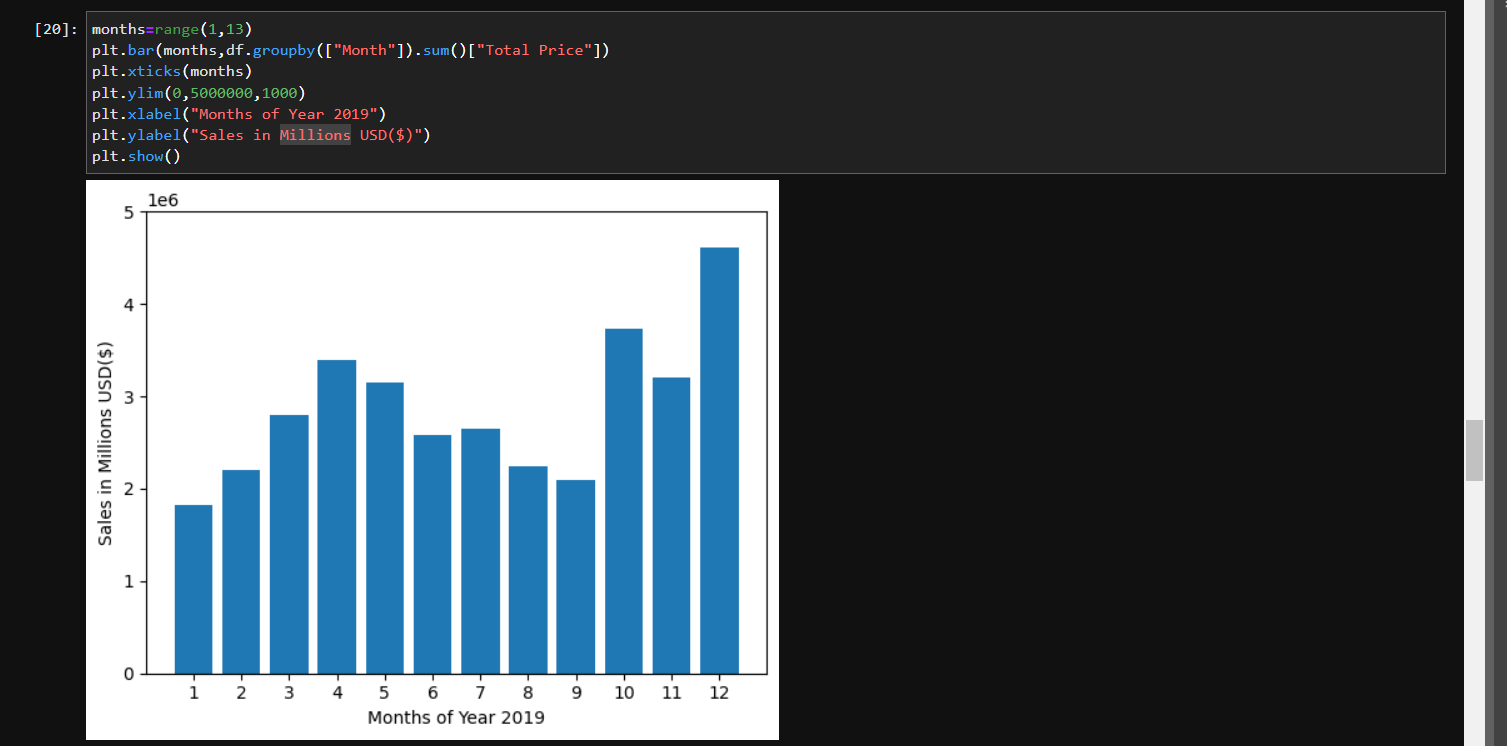 [20]: months=range(1,13)
plt.bar(months,df.groupby(["Month"]).sum()["Total Price"])
plt.xticks(months)
plt.ylim(0,5000000,1000)
plt.xlabel("Months of Year 2019")
plt.ylabel("Sales in Millions USD($)")
plt.show()
1e6
5
4
3
2
1
0
Sales in Millions USD($)
1 2 3 4 5 6 7 8 9 10 11 12
Months of Year 2019